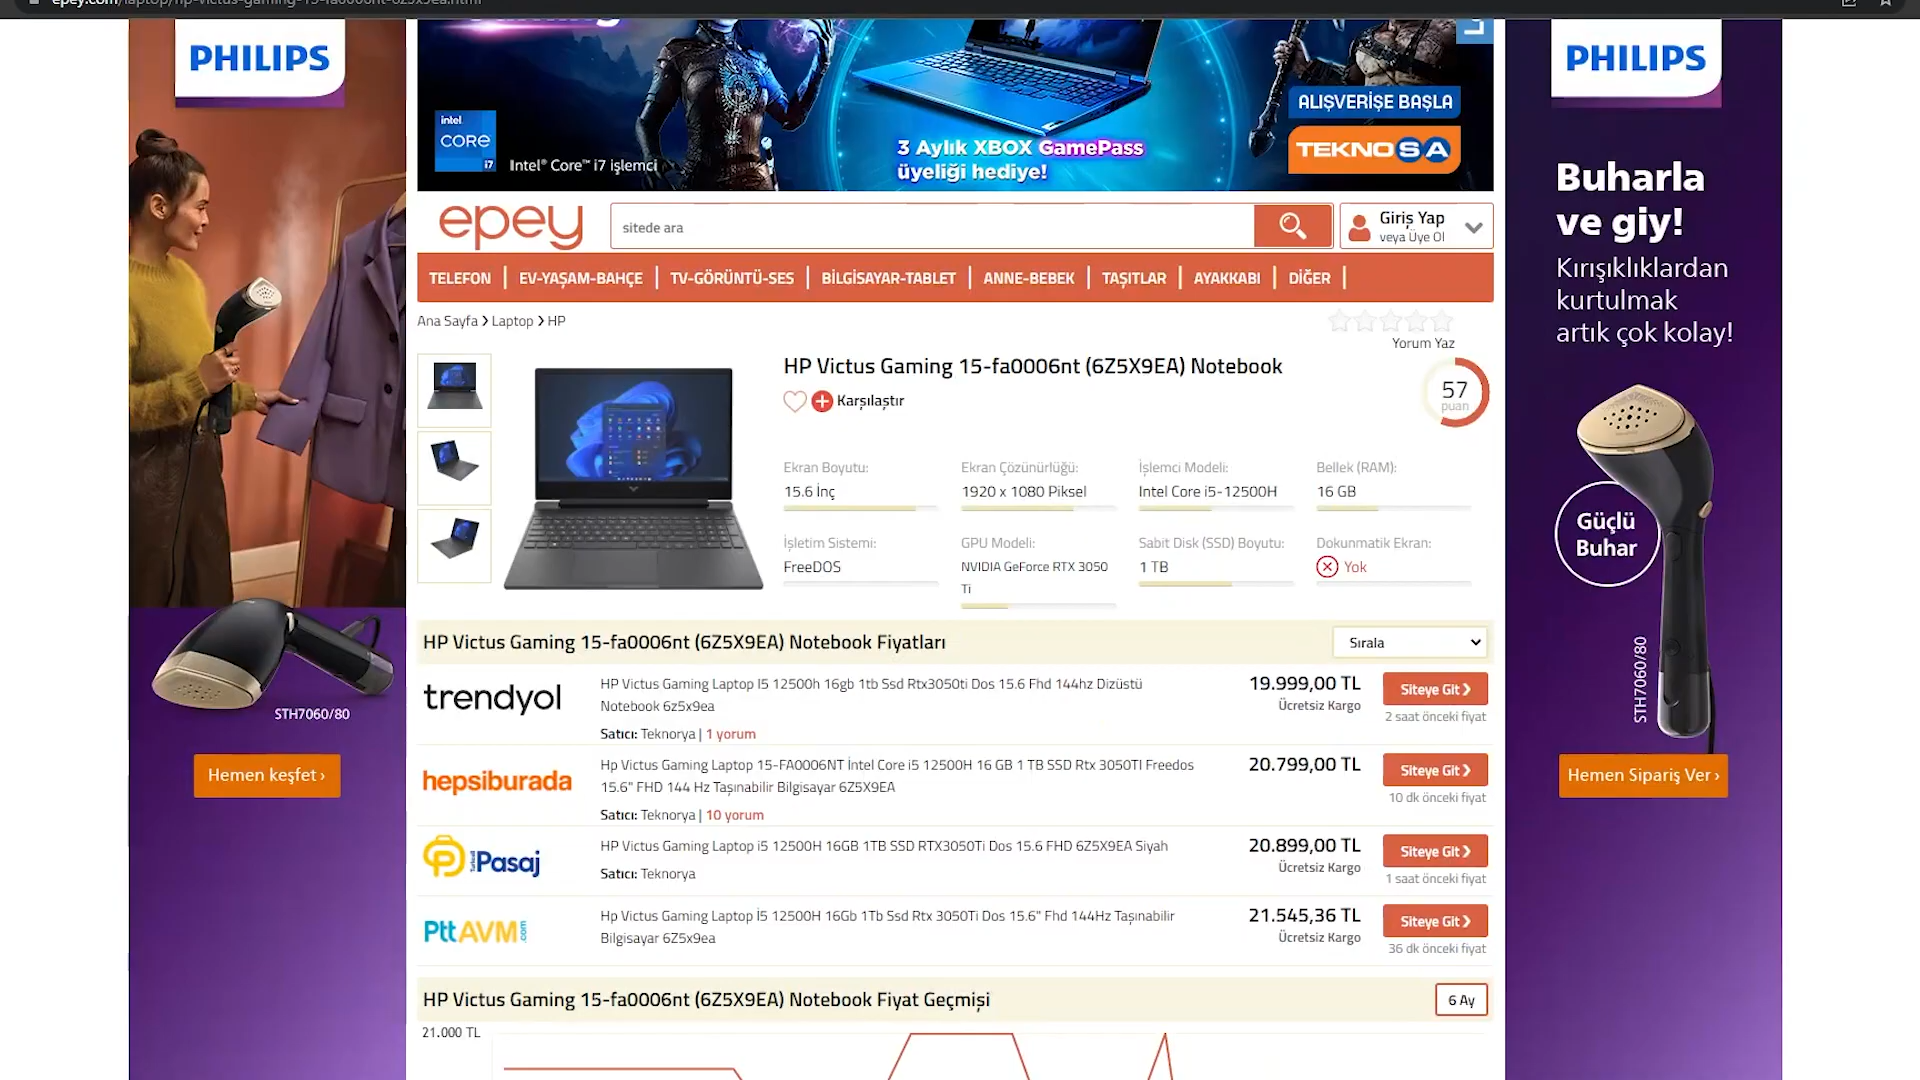 epey.com/laptop/hp-victus-gaming-15-fa0006nt-6z5x9ea.html
PHILIPS
STH7060/80
Hemen keşfet ›
intel
CORE
i7
Intel® Core™ i7 işlemci
3 Aylık XBOX GamePass
üyeliği hediye!
ALIŞVERİŞE BAŞLA
TEKNOSA
epey
sitede ara
Giriş Yap
veya Üye Ol
TELEFON
EV-YAŞAM-BAHÇE
TV-GÖRÜNTÜ-SES
BİLGİSAYAR-TABLET
ANNE-BEBEK
TAŞITLAR
AYAKKABI
DİĞER
Ana Sayfa › Laptop › HP
Yorum Yaz
HP Victus Gaming 15-fa0006nt (6Z5X9EA) Notebook
Karşılaştır
57
puan
Ekran Boyutu:
15.6 İnç
Ekran Çözünürlüğü:
1920 x 1080 Piksel
İşlemci Modeli:
Intel Core i5-12500H
Bellek (RAM):
16 GB
İşletim Sistemi:
FreeDOS
GPU Modeli:
NVIDIA GeForce RTX 3050
Ti
Sabit Disk (SSD) Boyutu:
1 TB
Dokunmatik Ekran:
Yok
HP Victus Gaming 15-fa0006nt (6Z5X9EA) Notebook Fiyatları
Sırala
trendyol
HP Victus Gaming Laptop I5 12500h 16gb 1tb Ssd Rtx3050ti Dos 15.6 Fhd 144hz Dizüstü
Notebook 6z5x9ea
Satıcı: Teknorya | 1 yorum
19.999,00 TL
Ücretsiz Kargo
Siteye Git ❯
2 saat önceki fiyat
hepsiburada
Hp Victus Gaming Laptop 15-FA0006NT İntel Core i5 12500H 16 GB 1 TB SSD Rtx 3050TI Freedos
15.6" FHD 144 Hz Taşınabilir Bilgisayar 6Z5X9EA
Satıcı: Teknorya | 10 yorum
20.799,00 TL
Siteye Git ❯
10 dk önceki fiyat
Pasaj
HP Victus Gaming Laptop i5 12500H 16GB 1TB SSD RTX3050Ti Dos 15.6 FHD 6Z5X9EA Siyah
Satıcı: Teknorya
20.899,00 TL
Ücretsiz Kargo
Siteye Git ❯
1 saat önceki fiyat
PttAVM.com
Hp Victus Gaming Laptop İ5 12500H 16Gb 1Tb Ssd Rtx 3050Ti Dos 15.6" Fhd 144Hz Taşınabilir
Bilgisayar 6Z5x9ea
21.545,36 TL
Ücretsiz Kargo
Siteye Git ❯
36 dk önceki fiyat
HP Victus Gaming 15-fa0006nt (6Z5X9EA) Notebook Fiyat Geçmişi
6 Ay
21.000 TL
PHILIPS
Buharla
ve giy!
Kırışıklıklardan
kurtulmak
artık çok kolay!
Güçlü
Buhar
STH7060/80
Hemen Sipariş Ver ›